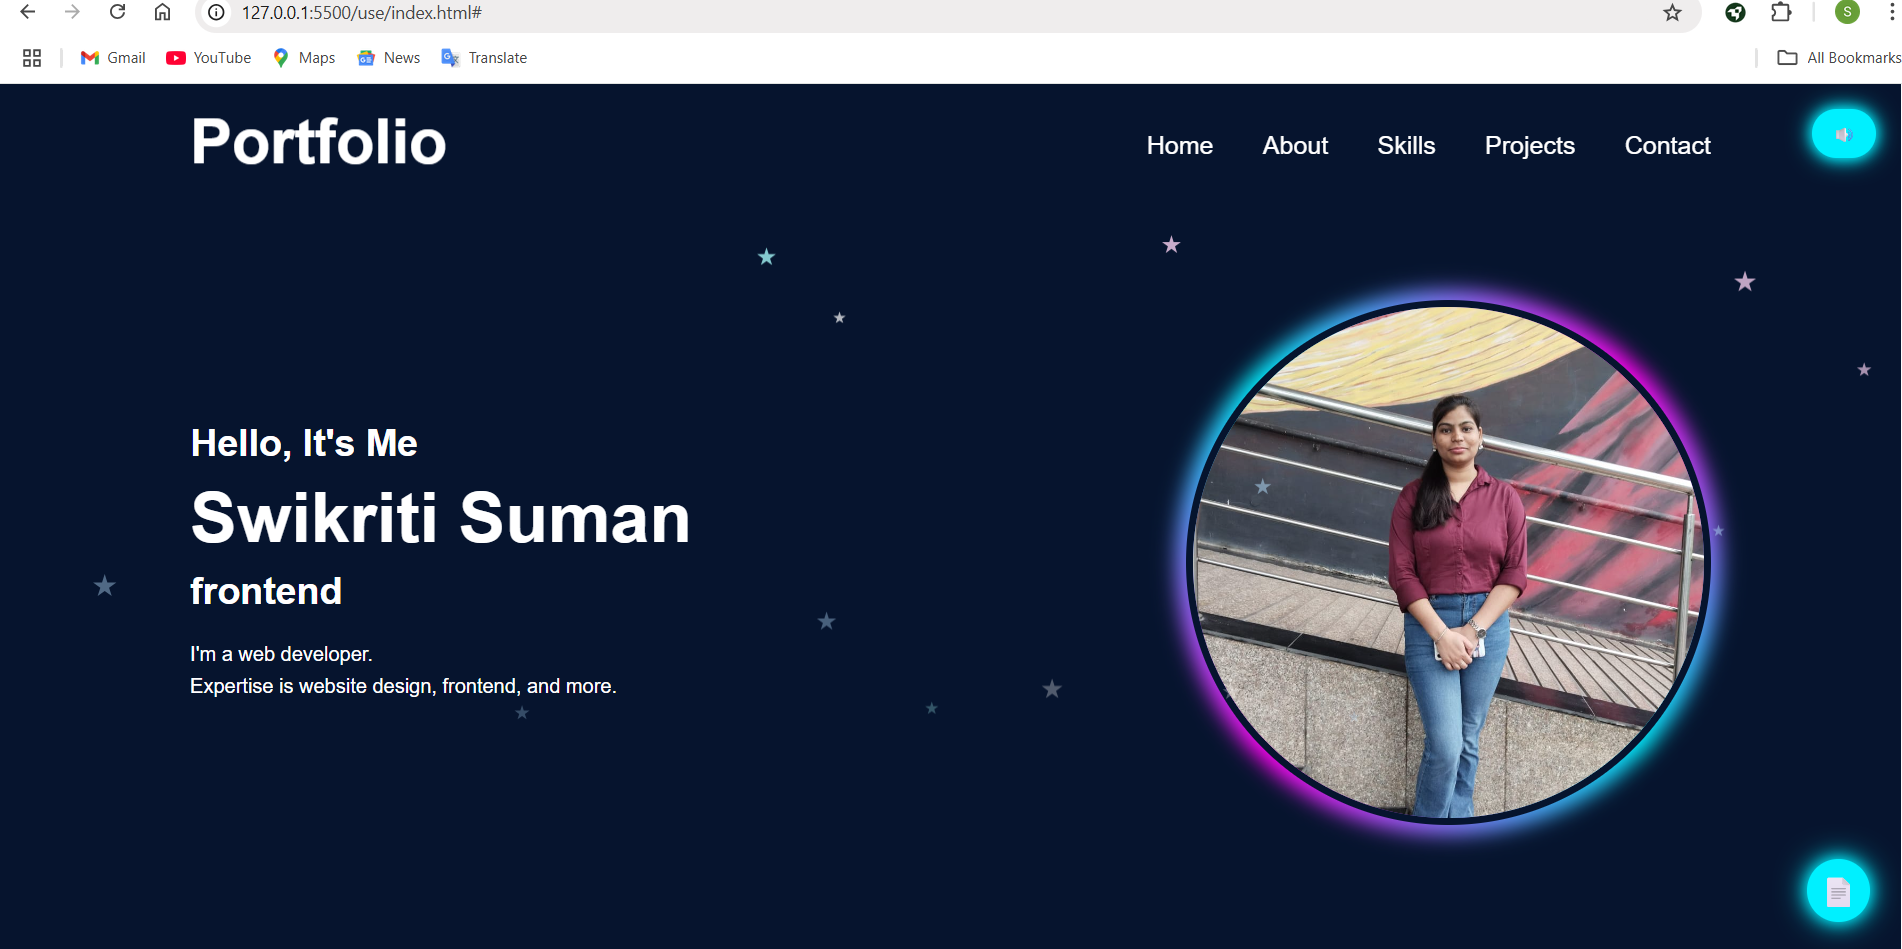 127.0.0.1:5500/use/index.html#
S
Gmail
YouTube
Maps
News
Translate
All Bookmarks
Portfolio
Home
About
Skills
Projects
Contact
Hello, It's Me
Swikriti Suman
frontend
I'm a web developer.
Expertise is website design, frontend, and more.